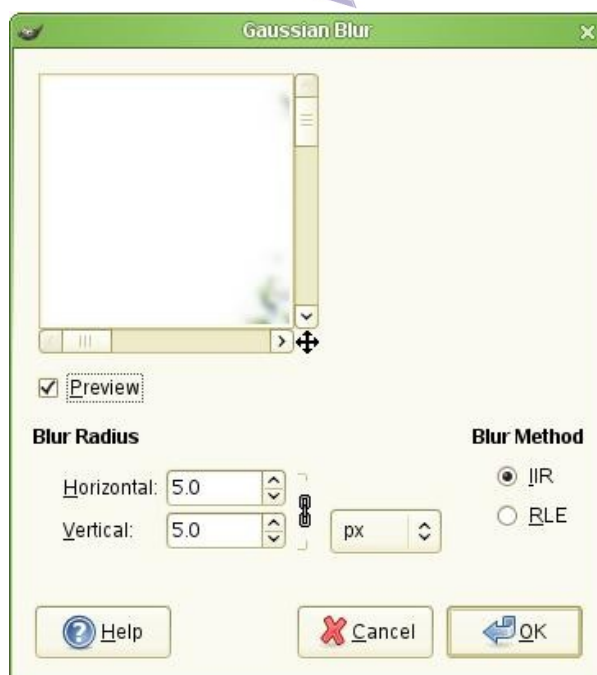 Gaussian Blur
Preview
Blur Radius
Horizontal: 5.0
Vertical: 5.0
px
Blur Method
IIR
RLE
Help
Cancel
OK